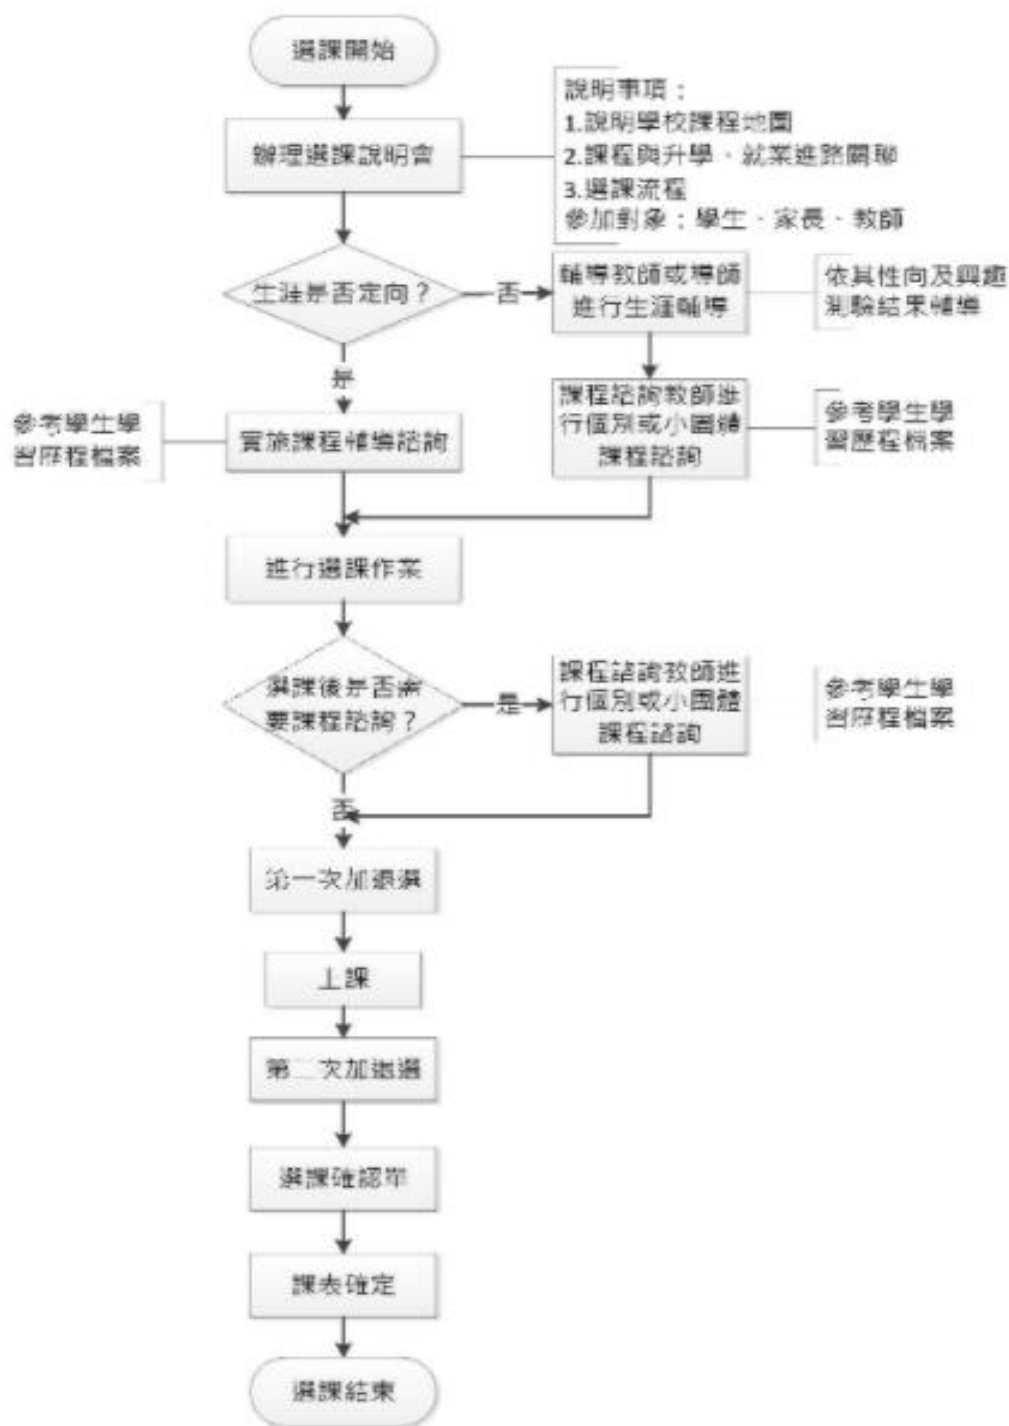 選課開始
辦理選課說明會
說明事項：
1.說明學校課程地圖
2.課程與升學、就業進路關聯
3.選課流程
參加對象：學生、家長、教師
生涯是否定向？
否
輔導教師或導師
進行生涯輔導
依其性向及興趣
測驗結果輔導
是
課程諮詢教師進
行個別或小團體
課程諮詢
參考學生學
習歷程檔案
參考學生學
習歷程檔案
實施課程輔導諮詢
進行選課作業
選課後是否需
要課程諮詢？
是
課程諮詢教師進
行個別或小團體
課程諮詢
參考學生學
習歷程檔案
否
第一次加退選
上課
第二次加退選
選課確認單
課表確定
選課結束